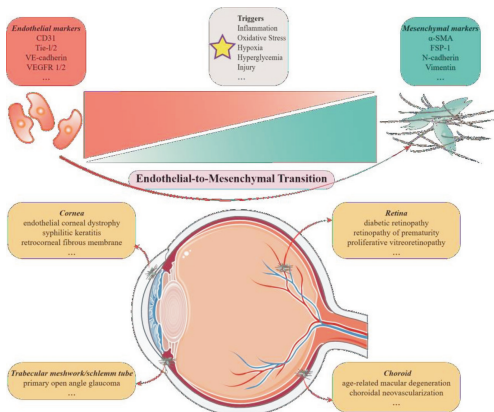 Endothelial markers
CD31
Tie-1/2
VE-cadherin
VEGFR 1/2
...
Triggers
Inflammation
Oxidative Stress
Hypoxia
Hyperglycemia
Injury
...
Mesenchymal markers
α-SMA
FSP-1
N-cadherin
Vimentin
...
Endothelial-to-Mesenchymal Transition
Cornea
endothelial corneal dystrophy
syphilitic keratitis
retrocorneal fibrous membrane
...
Retina
diabetic retinopathy
retinopathy of prematurity
proliferative vitreoretinopathy
...
Trabecular meshwork/schlemm tube
primary open angle glaucoma
...
Choroid
age-related macular degeneration
choroidal neovascularization
...